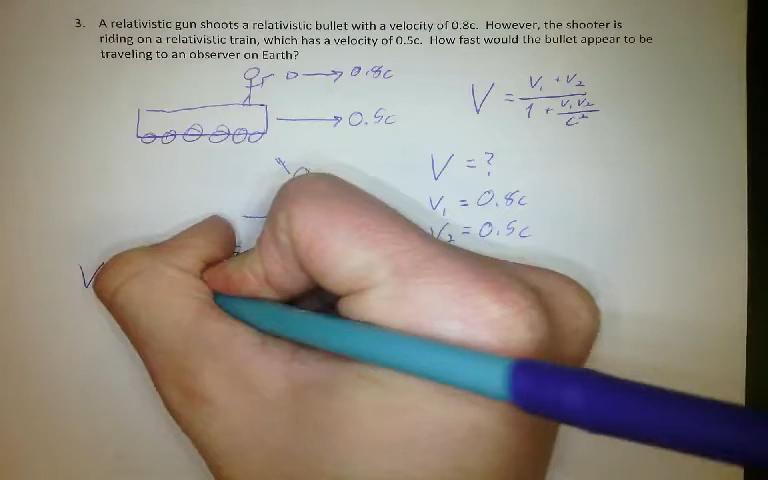 3. A relativistic gun shoots a relativistic bullet with a velocity of 0.8c. However, the shooter is
riding on a relativistic train, which has a velocity of 0.5c. How fast would the bullet appear to be
traveling to an observer on Earth?
0.8c
0.5c
V = V₁ + V₂ / 1 + V₁V₂ / c²
V = ?
V₁ = 0.8c
V₂ = 0.5c
V